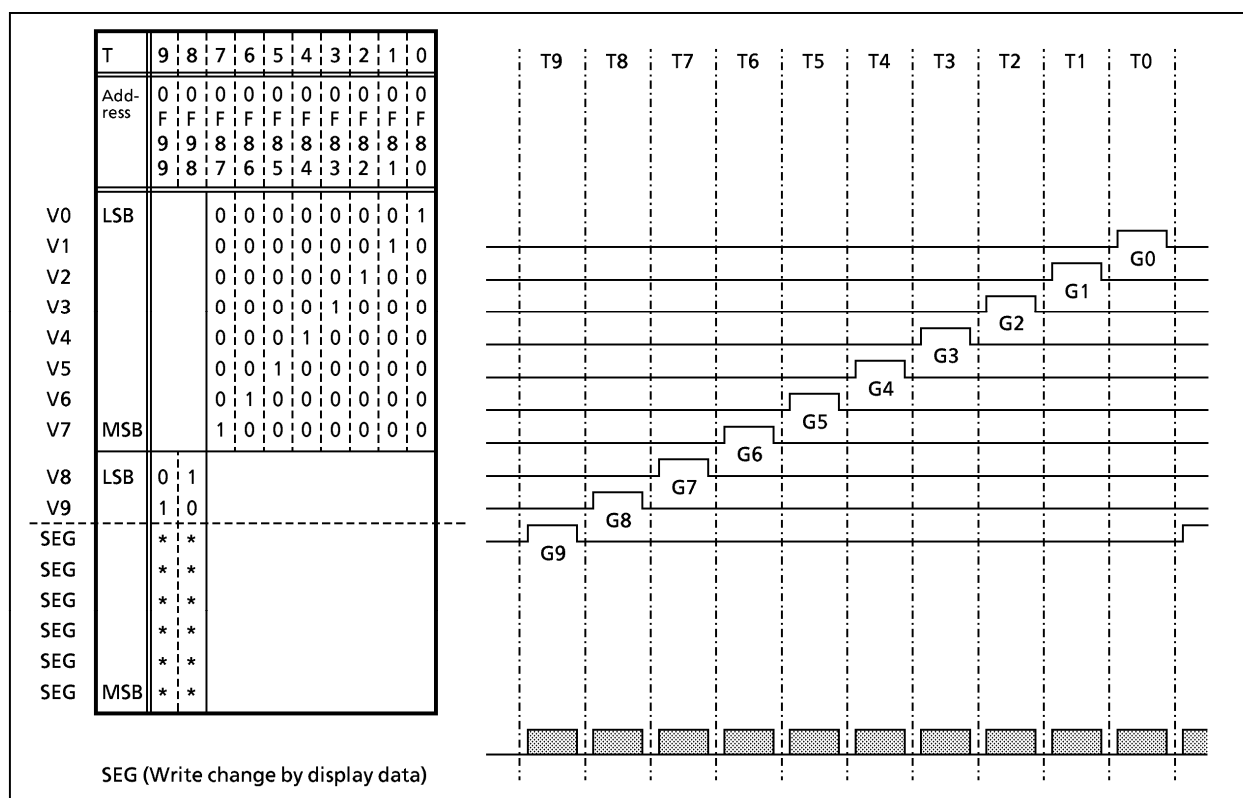 T 9 8 7 6 5 4 3 2 1 0
T9 T8 T7 T6 T5 T4 T3 T2 T1 T0
Add- 0 0 0 0 0 0 0 0 0 0
ress F F F F F F F F F F
9 9 8 8 8 8 8 8 8 8
9 8 7 6 5 4 3 2 1 0
V0 LSB 0 0 0 0 0 0 0 1
V1 0 0 0 0 0 0 1 0
V2 0 0 0 0 0 1 0 0
V3 0 0 0 0 1 0 0 0
V4 0 0 0 1 0 0 0 0
V5 0 0 1 0 0 0 0 0
V6 0 1 0 0 0 0 0 0
V7 MSB 1 0 0 0 0 0 0 0
V8 LSB 0 1
V9 1 0
SEG * *
SEG * *
SEG * *
SEG * *
SEG * *
SEG MSB * *
G0
G1
G2
G3
G4
G5
G6
G7
G8
G9
SEG (Write change by display data)